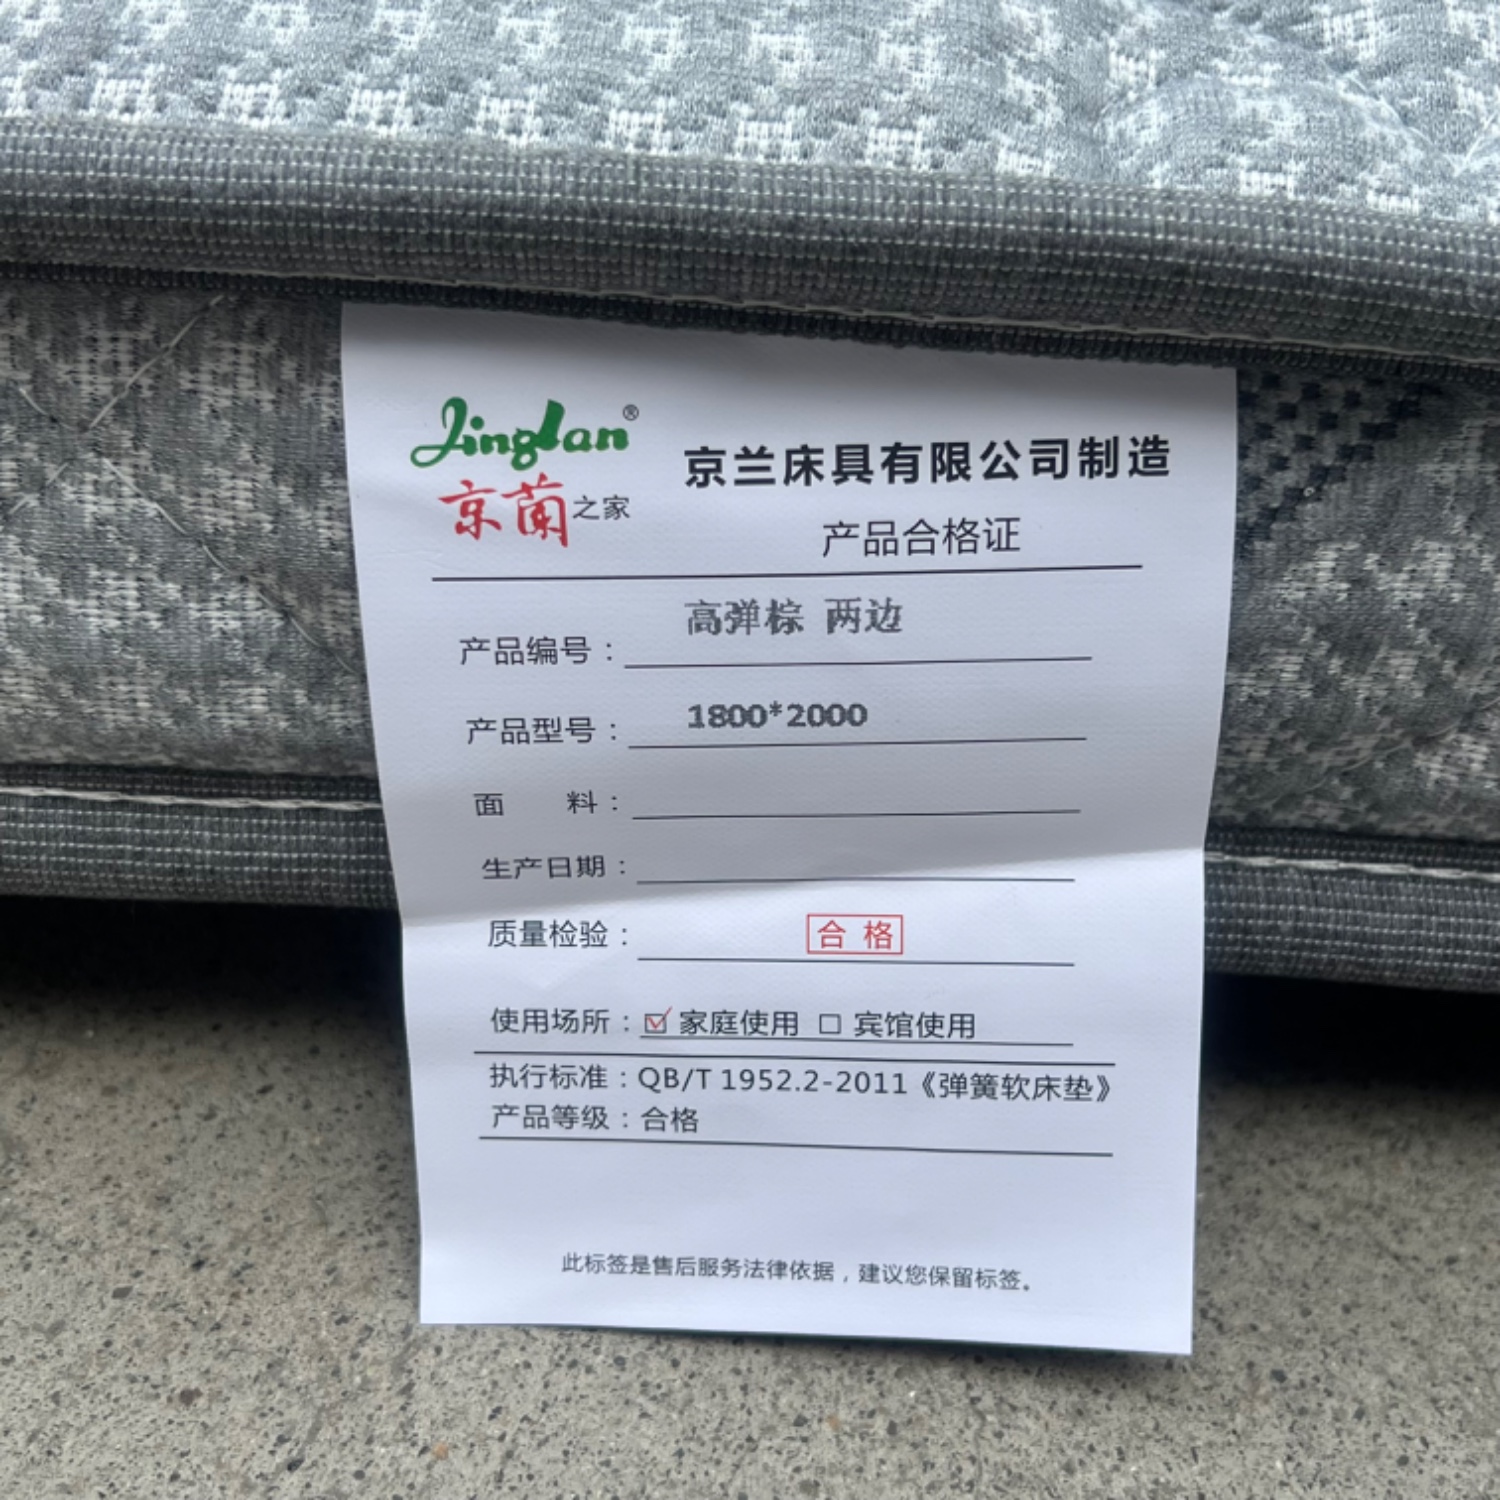 Jinglan®
京蘭之家
京兰床具有限公司制造
产品合格证
产品编号：高弹棕 两边
产品型号：1800*2000
面 料：
生产日期：
质量检验：合 格
使用场所：☑ 家庭使用 ☐ 宾馆使用
执行标准：QB/T 1952.2-2011《弹簧软床垫》
产品等级：合格
此标签是售后服务法律依据，建议您保留标签。